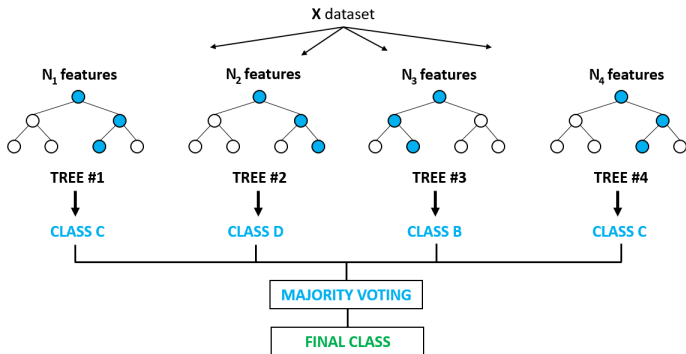 X dataset
N₁ features
N₂ features
N₃ features
N₄ features
TREE #1
TREE #2
TREE #3
TREE #4
CLASS C
CLASS D
CLASS B
CLASS C
MAJORITY VOTING
FINAL CLASS